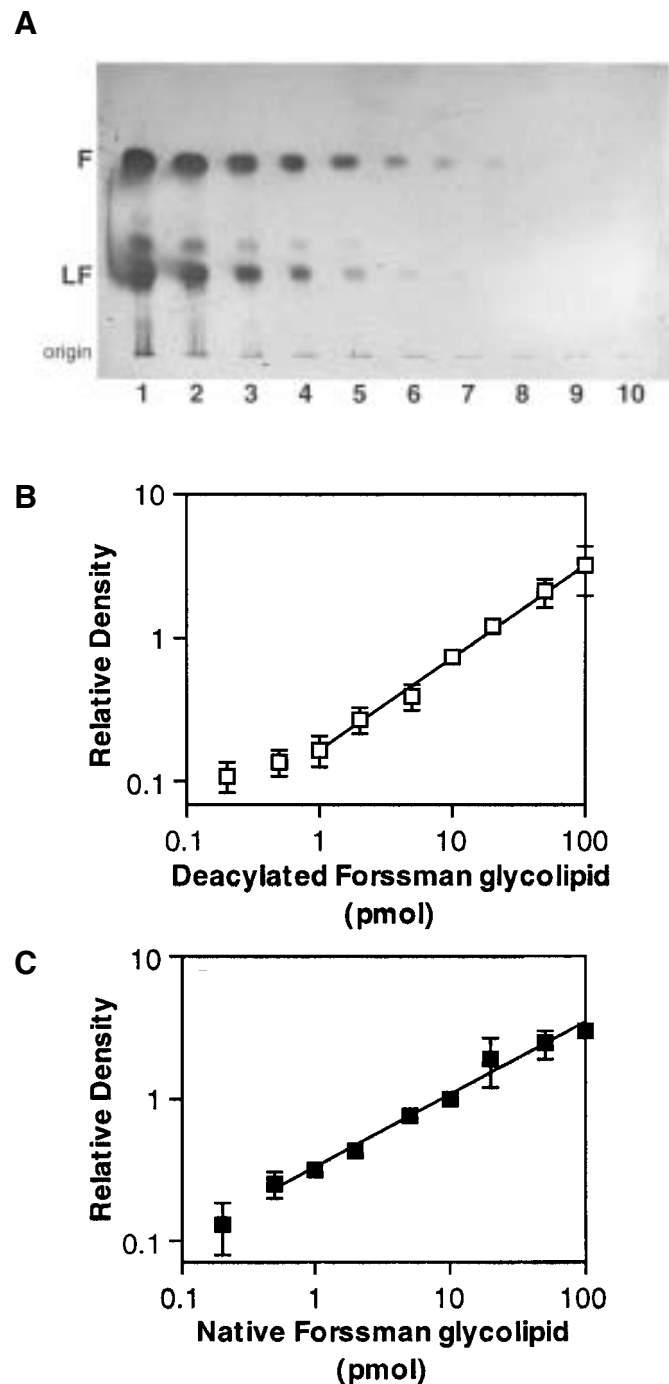 A
F
LF
origin
1 2 3 4 5 6 7 8 9 10
B
10
1
0.1
Relative Density
0.1 1 10 100
Deacylated Forssman glycolipid
(pmol)
C
10
1
0.1
Relative Density
0.1 1 10 100
Native Forssman glycolipid
(pmol)